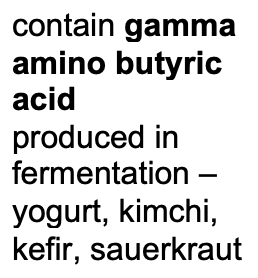 contain gamma
amino butyric
acid
produced in
fermentation –
yogurt, kimchi,
kefir, sauerkraut